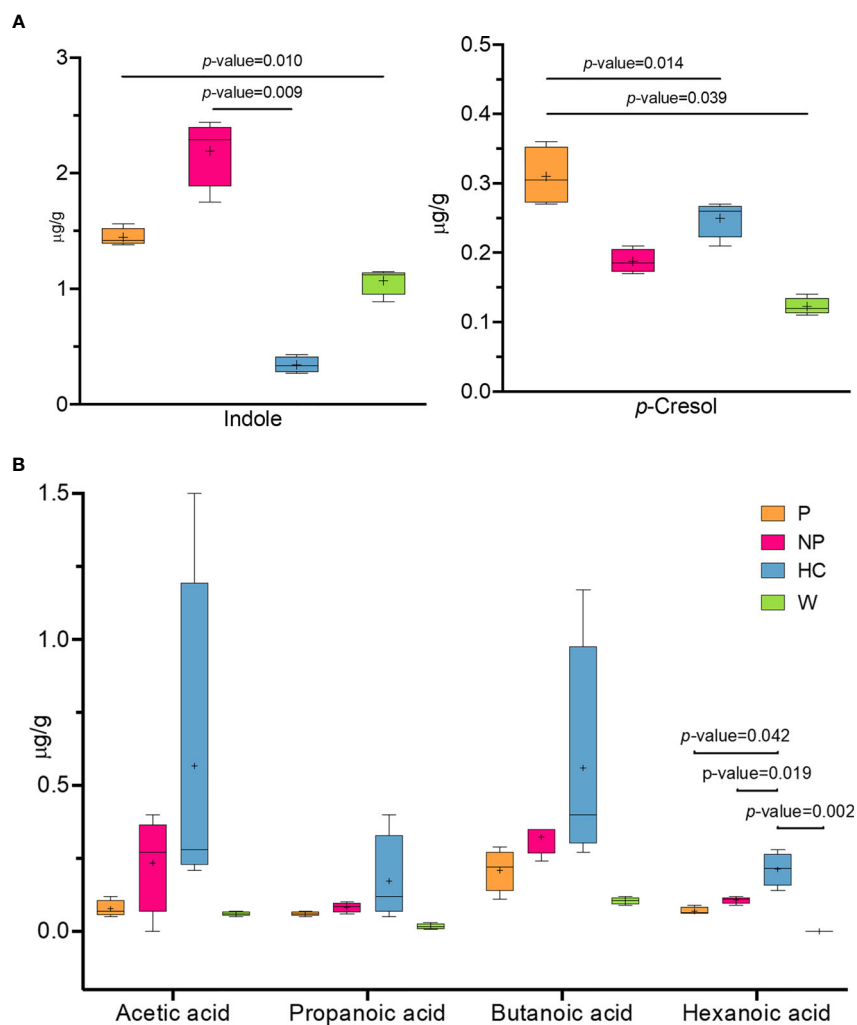 A
3
2
1
0
µg/g
p-value=0.010
p-value=0.009
Indole
0.5
0.4
0.3
0.2
0.1
0.0
µg/g
p-value=0.014
p-value=0.039
p-Cresol
B
1.5
1.0
0.5
0.0
µg/g
P
NP
HC
W
p-value=0.042
p-value=0.019
p-value=0.002
Acetic acid Propanoic acid Butanoic acid Hexanoic acid